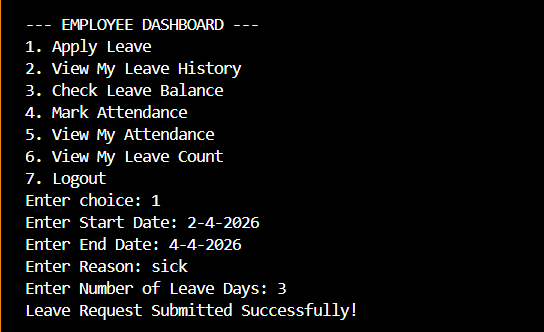 --- EMPLOYEE DASHBOARD ---
1. Apply Leave
2. View My Leave History
3. Check Leave Balance
4. Mark Attendance
5. View My Attendance
6. View My Leave Count
7. Logout
Enter choice: 1
Enter Start Date: 2-4-2026
Enter End Date: 4-4-2026
Enter Reason: sick
Enter Number of Leave Days: 3
Leave Request Submitted Successfully!